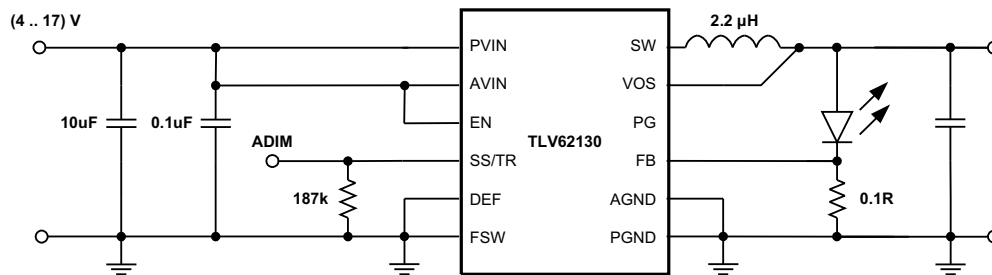 (4 .. 17) V
2.2 µH
PVIN
SW
AVIN
VOS
10uF
0.1uF
EN
PG
TLV62130
ADIM
SS/TR
FB
187k
DEF
AGND
0.1R
FSW
PGND